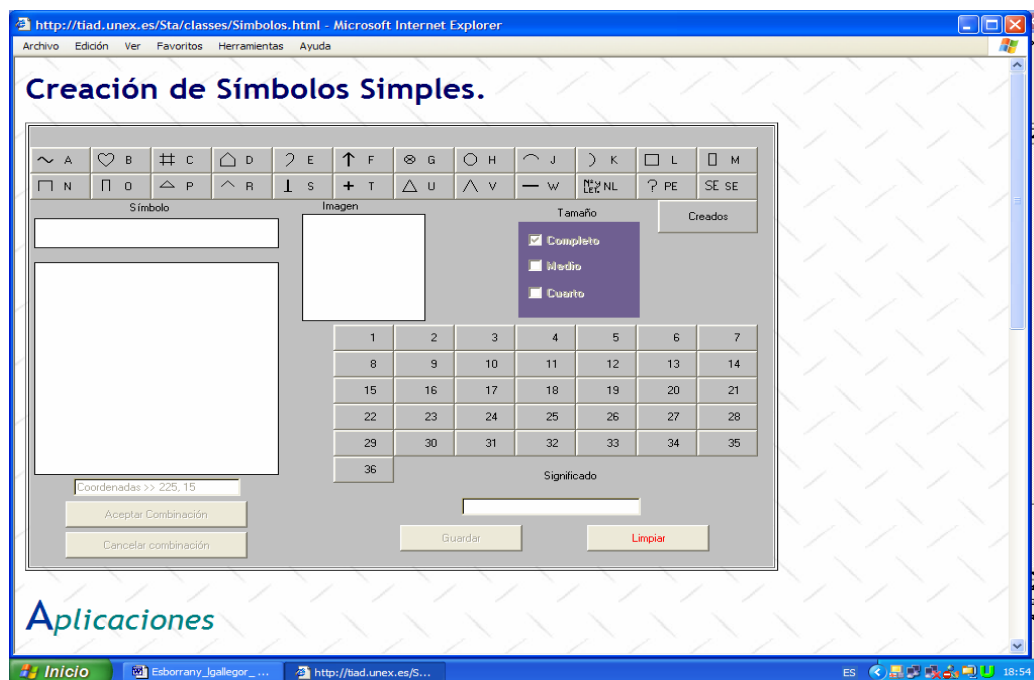 http://tiad.unex.es/Sta/classes/Simbolos.html - Microsoft Internet Explorer
Archivo Edición Ver Favoritos Herramientas Ayuda
Creación de Símbolos Simples.
A B C D E F G H J K L M
N O P R S T U V W Nos y LET. NL ? PE SE SE
Símbolo Imagen Tamaño Creados
Completo
Medio
Cuarto
1 2 3 4 5 6 7
8 9 10 11 12 13 14
15 16 17 18 19 20 21
22 23 24 25 26 27 28
29 30 31 32 33 34 35
36 Significado
Coordenadas >> 225, 15
Aceptar Combinación
Guardar Limpiar
Cancelar combinación
Aplicaciones
Inicio Esborrany_lgallegor_ ... http://tiad.unex.es/S... ES 18:54